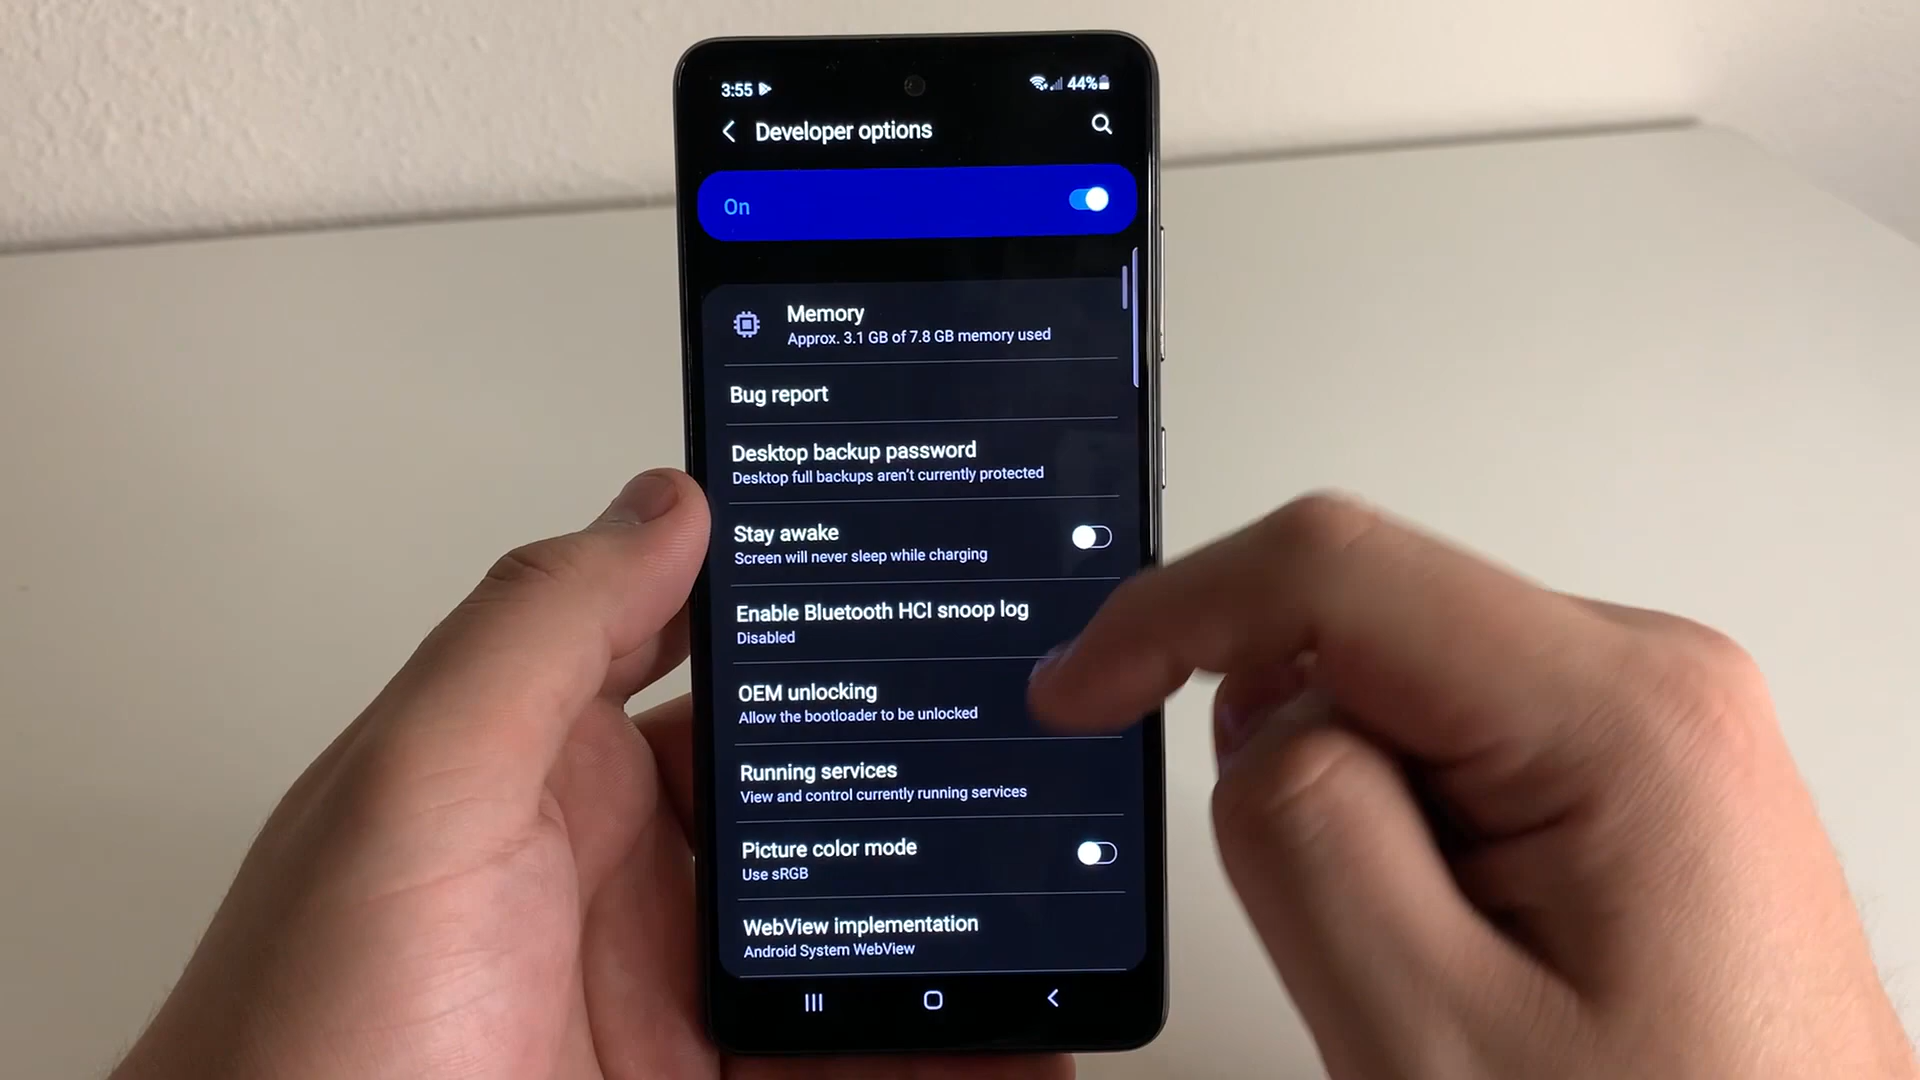 3:55
44%
Developer options
On
Memory
Approx. 3.1 GB of 7.8 GB memory used
Bug report
Desktop backup password
Desktop full backups aren't currently protected
Stay awake
Screen will never sleep while charging
Enable Bluetooth HCI snoop log
Disabled
OEM unlocking
Allow the bootloader to be unlocked
Running services
View and control currently running services
Picture color mode
Use sRGB
WebView implementation
Android System WebView